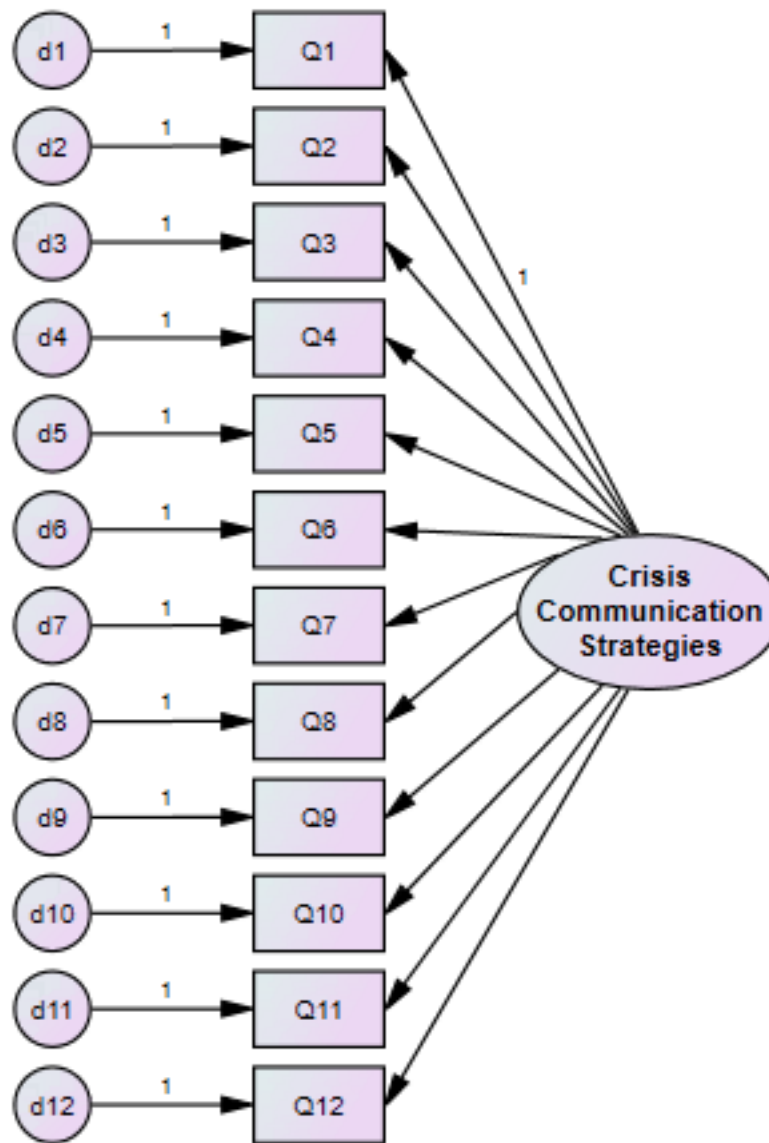 d1 1 Q1
d2 1 Q2
d3 1 Q3
1
d4 1 Q4
d5 1 Q5
d6 1 Q6
Crisis
Communication
Strategies
d7 1 Q7
d8 1 Q8
d9 1 Q9
d10 1 Q10
d11 1 Q11
d12 1 Q12